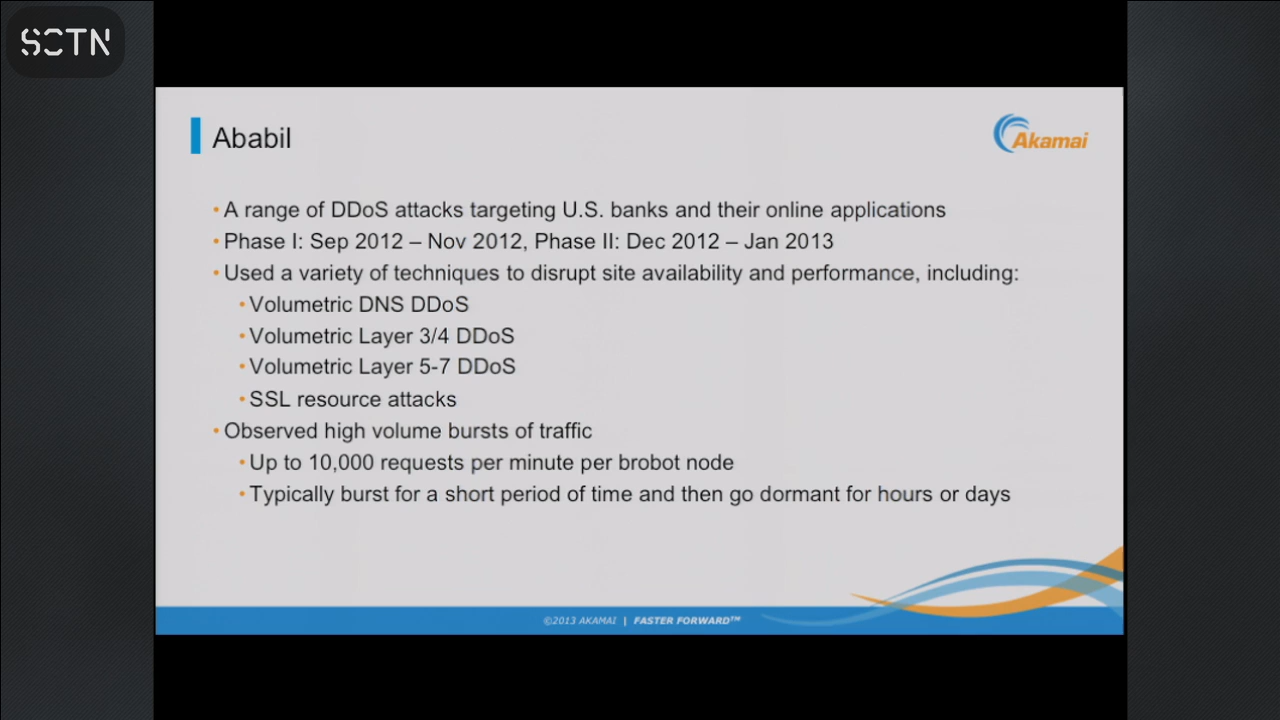 SCTN
Ababil
Akamai
• A range of DDoS attacks targeting U.S. banks and their online applications
• Phase I: Sep 2012 – Nov 2012, Phase II: Dec 2012 – Jan 2013
• Used a variety of techniques to disrupt site availability and performance, including:
• Volumetric DNS DDoS
• Volumetric Layer 3/4 DDoS
• Volumetric Layer 5-7 DDoS
• SSL resource attacks
• Observed high volume bursts of traffic
• Up to 10,000 requests per minute per brobot node
• Typically burst for a short period of time and then go dormant for hours or days
©2013 AKAMAI | FASTER FORWARD™